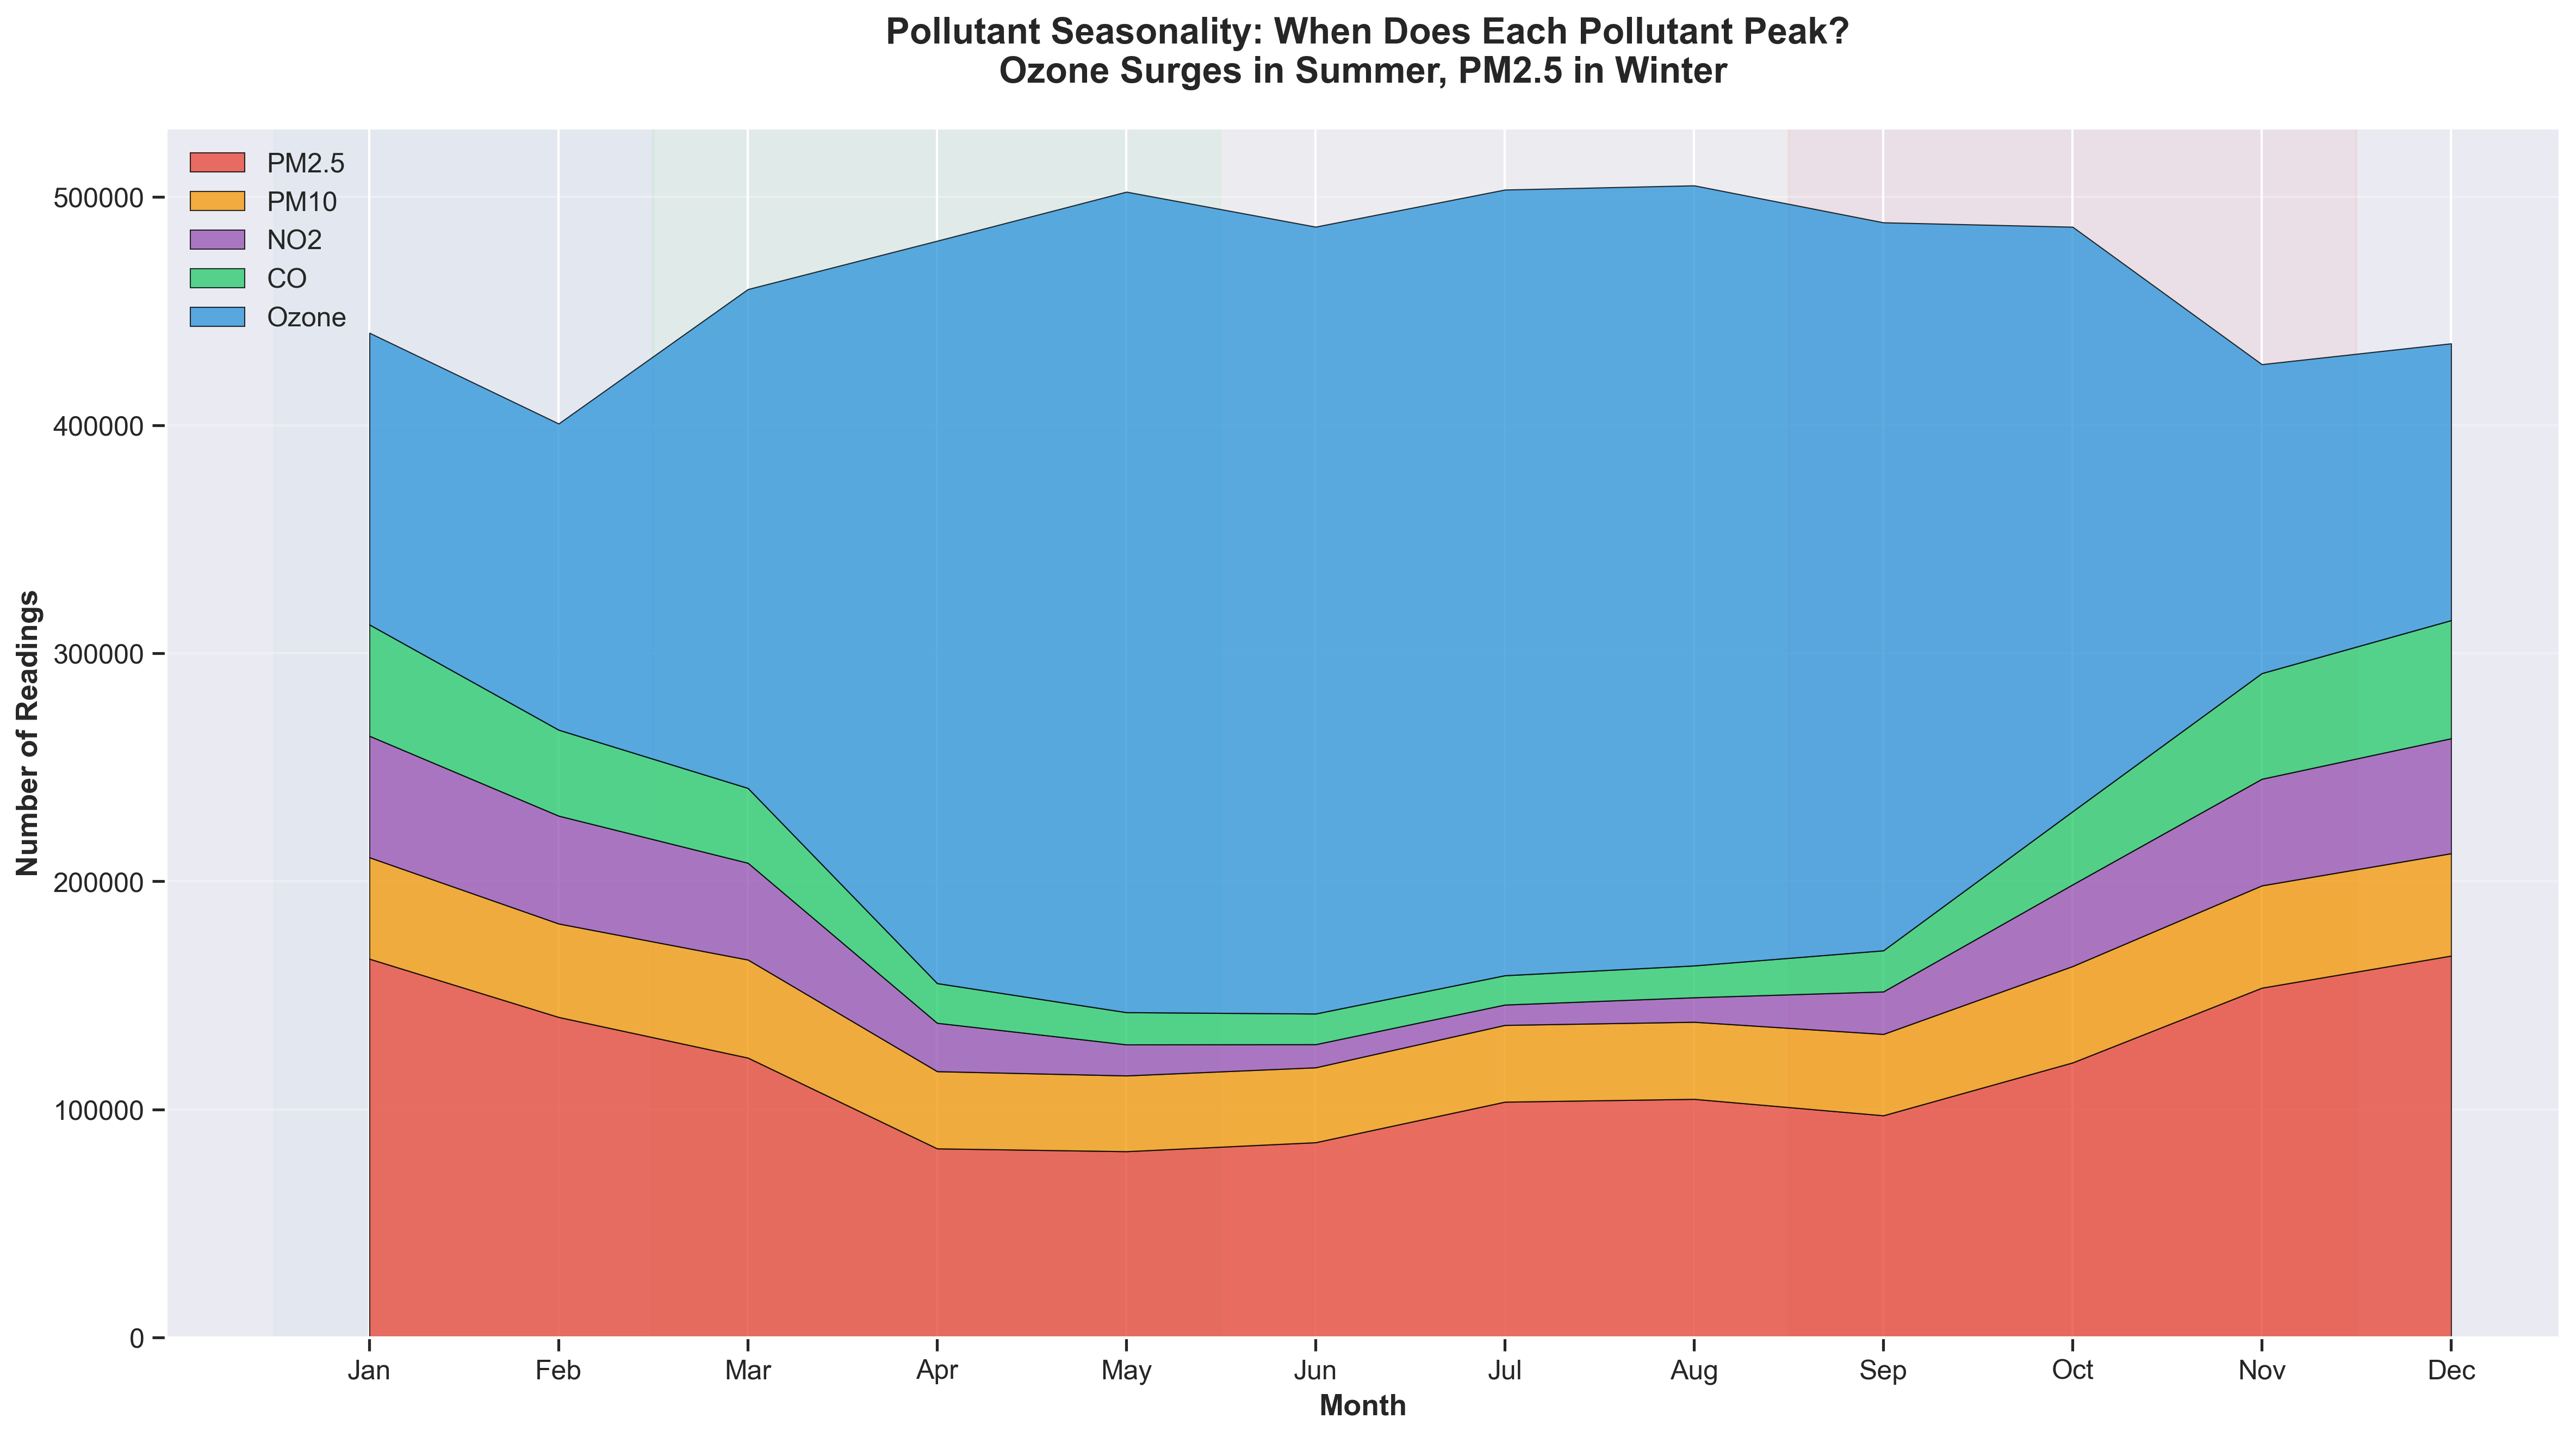 Pollutant Seasonality: When Does Each Pollutant Peak?
Ozone Surges in Summer, PM2.5 in Winter
PM2.5
PM10
NO2
CO
Ozone
500000
400000
300000
200000
100000
0
Number of Readings
Jan
Feb
Mar
Apr
May
Jun
Jul
Aug
Sep
Oct
Nov
Dec
Month